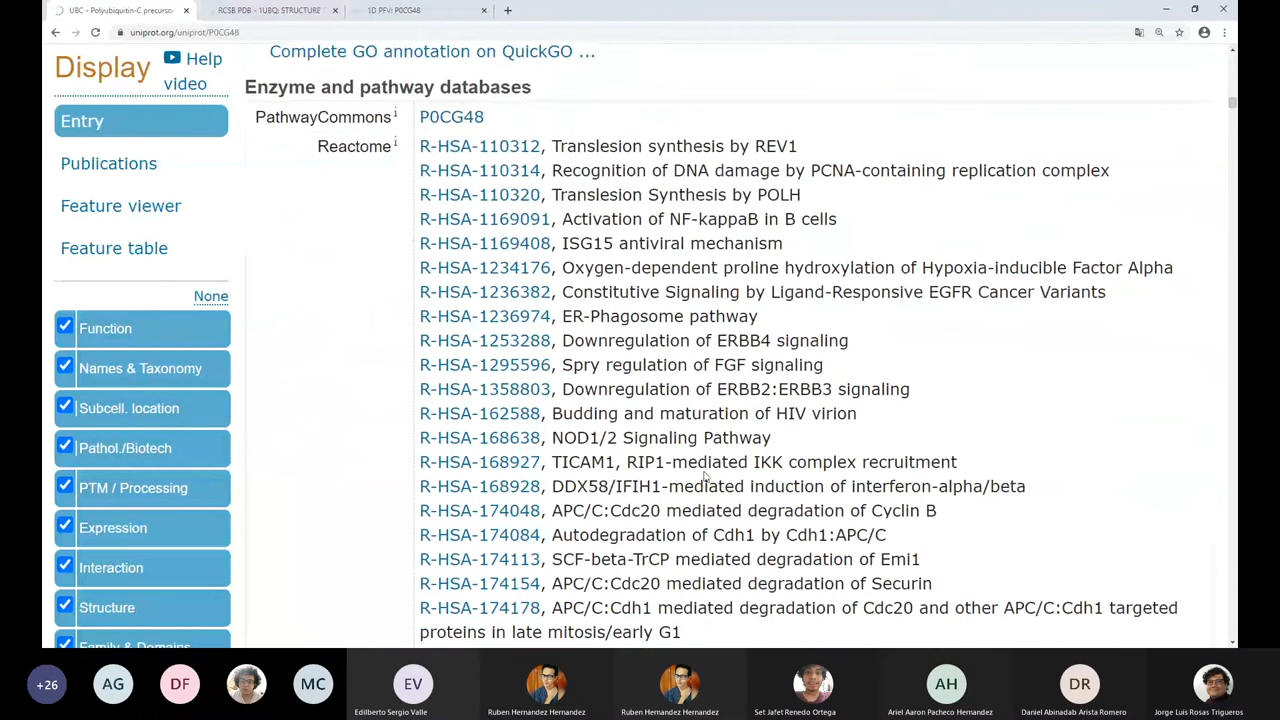 UBC - Polyubiquitin-C precursor
RCSB PDB - 1UBQ: STRUCTURE
1D PFV: P0CG48
uniprot.org/uniprot/P0CG48
Display
Help
video
Entry
Publications
Feature viewer
Feature table
None
Function
Names & Taxonomy
Subcell. location
Pathol./Biotech
PTM / Processing
Expression
Interaction
Structure
Family & Domains
Complete GO annotation on QuickGO ...
Enzyme and pathway databases
PathwayCommons i P0CG48
Reactome i R-HSA-110312, Translesion synthesis by REV1
R-HSA-110314, Recognition of DNA damage by PCNA-containing replication complex
R-HSA-110320, Translesion Synthesis by POLH
R-HSA-1169091, Activation of NF-kappaB in B cells
R-HSA-1169408, ISG15 antiviral mechanism
R-HSA-1234176, Oxygen-dependent proline hydroxylation of Hypoxia-inducible Factor Alpha
R-HSA-1236382, Constitutive Signaling by Ligand-Responsive EGFR Cancer Variants
R-HSA-1236974, ER-Phagosome pathway
R-HSA-1253288, Downregulation of ERBB4 signaling
R-HSA-1295596, Spry regulation of FGF signaling
R-HSA-1358803, Downregulation of ERBB2:ERBB3 signaling
R-HSA-162588, Budding and maturation of HIV virion
R-HSA-168638, NOD1/2 Signaling Pathway
R-HSA-168927, TICAM1, RIP1-mediated IKK complex recruitment
R-HSA-168928, DDX58/IFIH1-mediated induction of interferon-alpha/beta
R-HSA-174048, APC/C:Cdc20 mediated degradation of Cyclin B
R-HSA-174084, Autodegradation of Cdh1 by Cdh1:APC/C
R-HSA-174113, SCF-beta-TrCP mediated degradation of Emi1
R-HSA-174154, APC/C:Cdc20 mediated degradation of Securin
R-HSA-174178, APC/C:Cdh1 mediated degradation of Cdc20 and other APC/C:Cdh1 targeted
proteins in late mitosis/early G1
+26
AG
DF
MC
EV
AH
DR
Edilberto Sergio Valle
Ruben Hernandez Hernandez
Ruben Hernandez Hernandez
Set Jafet Renedo Ortega
Ariel Aaron Pacheco Hernandez
Daniel Abinadab Arista Romero
Jorge Luis Rosas Trigueros